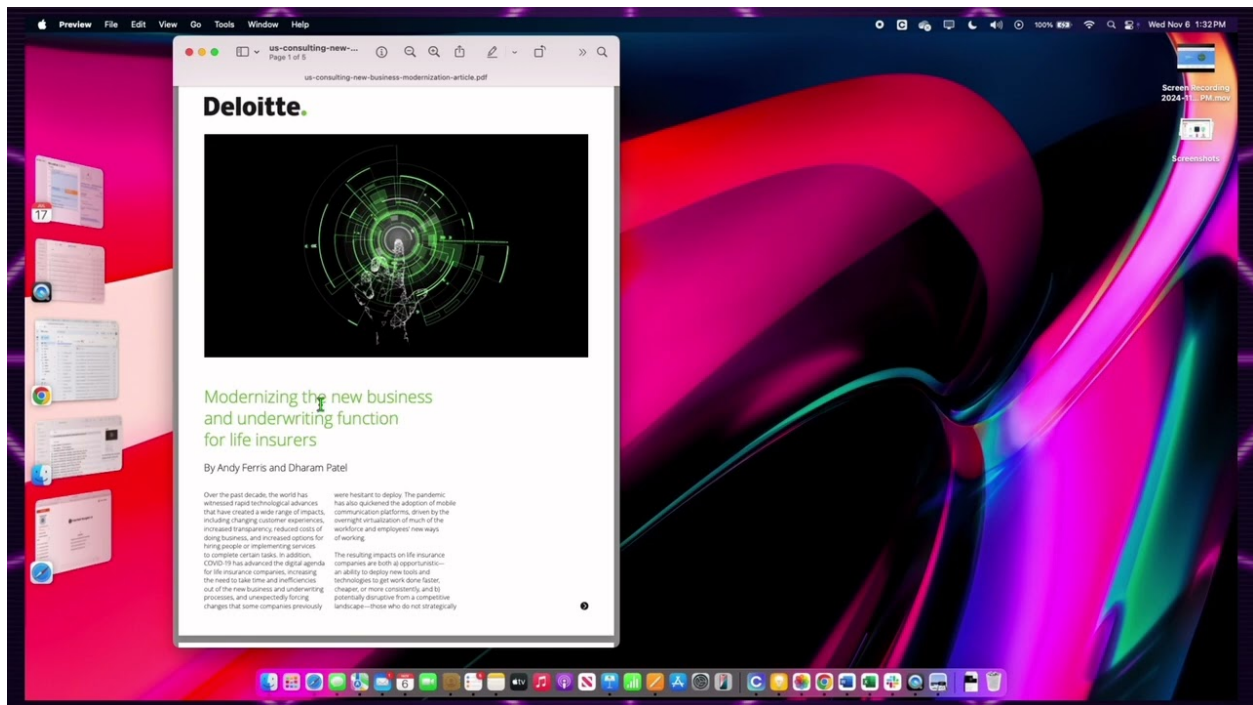 Preview File Edit View Go Tools Window Help
100% Wed Nov 6 1:32 PM
us-consulting-new-...
Page 1 of 5
us-consulting-new-business-modernization-article.pdf
Deloitte.
Modernizing the new business
and underwriting function
for life insurers
By Andy Ferris and Dharam Patel
Over the past decade, the world has
witnessed rapid technological advances
that have created a wide range of impacts,
including changing customer experiences,
increased transparency, reduced costs of
doing business, and increased options for
hiring people or implementing services
to complete certain tasks. In addition,
COVID-19 has advanced the digital agenda
for life insurance companies, increasing
the need to take time and inefficiencies
out of the new business and underwriting
processes, and unexpectedly forcing
changes that some companies previously
were hesitant to deploy. The pandemic
has also quickened the adoption of mobile
communication platforms, driven by the
overnight virtualization of much of the
workforce and employees' new ways
of working.
The resulting impacts on life insurance
companies are both a) opportunistic—
an ability to deploy new tools and
technologies to get work done faster,
cheaper, or more consistently, and b)
potentially disruptive from a competitive
landscape—those who do not strategically
Screen Recording
2024-11... PM.mov
Screenshots
17
6
tv